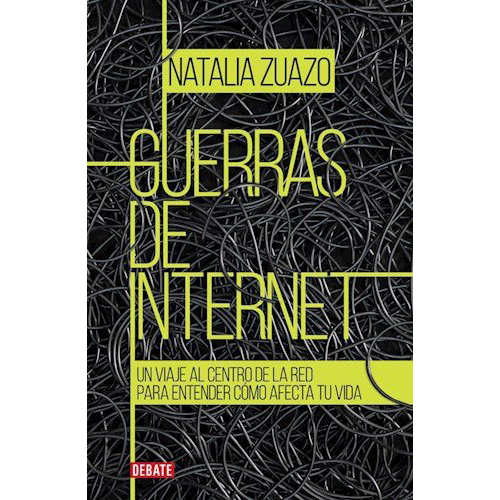 NATALIA ZUAZO
GUERRAS
DE
INTERNET
UN VIAJE AL CENTRO DE LA RED
PARA ENTENDER CÓMO AFECTA TU VIDA
DEBATE